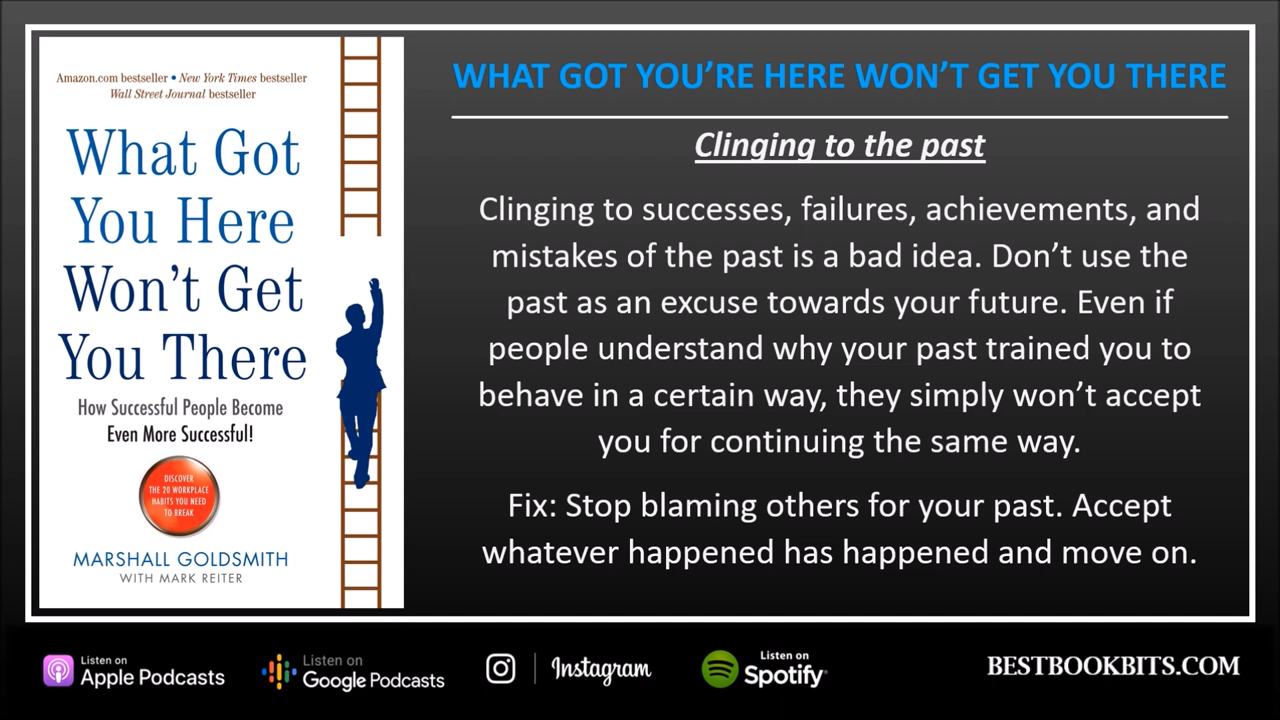 Amazon.com bestseller • New York Times bestseller
Wall Street Journal bestseller
What Got
You Here
Won’t Get
You There
How Successful People Become
Even More Successful!
DISCOVER
THE 20 WORKPLACE
HABITS YOU NEED
TO BREAK
MARSHALL GOLDSMITH
WITH MARK REITER
WHAT GOT YOU’RE HERE WON’T GET YOU THERE
Clinging to the past
Clinging to successes, failures, achievements, and
mistakes of the past is a bad idea. Don’t use the
past as an excuse towards your future. Even if
people understand why your past trained you to
behave in a certain way, they simply won’t accept
you for continuing the same way.
Fix: Stop blaming others for your past. Accept
whatever happened has happened and move on.
Listen on
Apple Podcasts
Listen on
Google Podcasts
Instagram
Listen on
Spotify
BESTBOOKBITS.COM